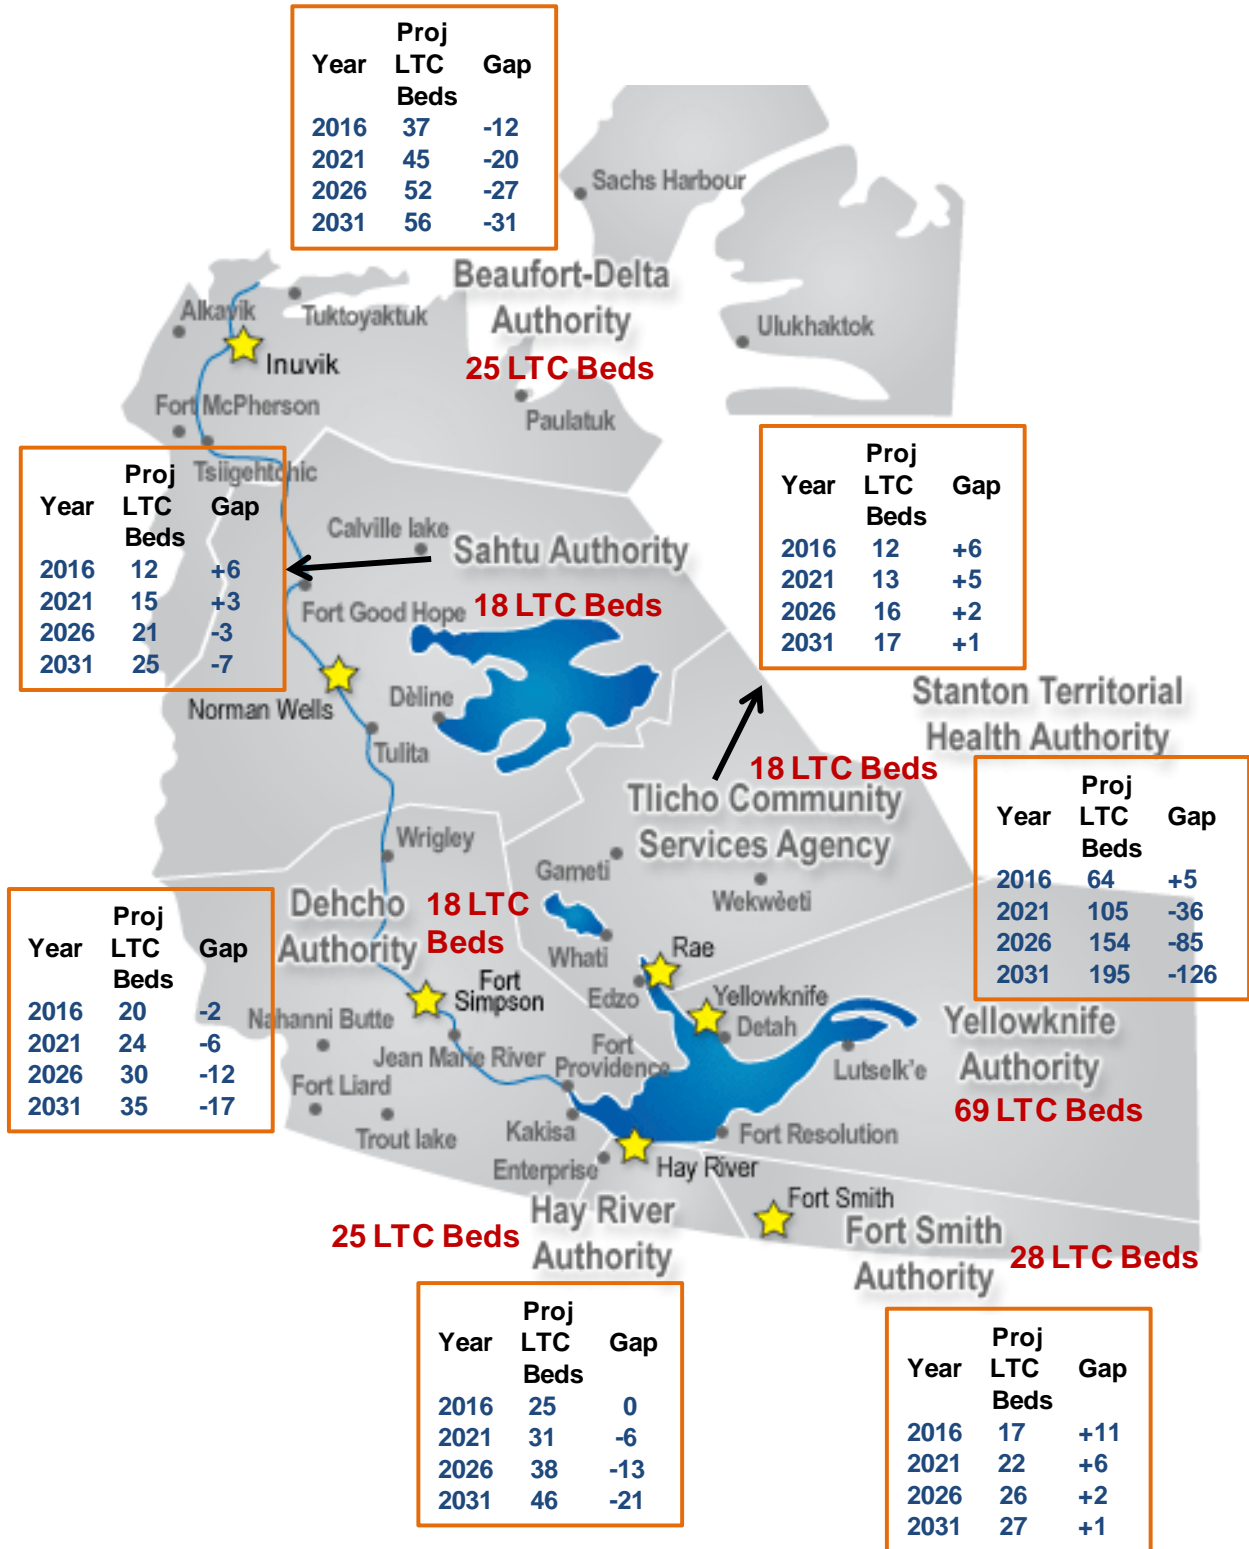 Proj
Year LTC Gap
Beds
2016 37 -12
2021 45 -20
2026 52 -27
2031 56 -31
Sachs Harbour
Beaufort-Delta
Authority
25 LTC Beds
Alkavik
Tuktoyaktuk
Ulukhaktok
Inuvik
Paulatuk
Fort McPherson
Tsiigehtchic
Proj
Year LTC Gap
Beds
2016 12 +6
2021 15 +3
2026 21 -3
2031 25 -7
Calville lake
Sahtu Authority
18 LTC Beds
Fort Good Hope
Proj
Year LTC Gap
Beds
2016 12 +6
2021 13 +5
2026 16 +2
2031 17 +1
Norman Wells
Dèline
Tulita
Stanton Territorial
Health Authority
18 LTC Beds
Tlicho Community
Services Agency
Proj
Year LTC Gap
Beds
2016 64 +5
2021 105 -36
2026 154 -85
2031 195 -126
Wrigley
Gameti
Wekwèeti
Whati
Rae
Edzo
Dehcho
Authority
18 LTC
Beds
Proj
Year LTC Gap
Beds
2016 20 -2
2021 24 -6
2026 30 -12
2031 35 -17
Fort
Simpson
Nahanni Butte
Jean Marie River
Fort
Providence
Yellowknife
Detah
Lutselk'e
Yellowknife
Authority
69 LTC Beds
Fort Liard
Trout lake
Kakisa
Enterprise
Hay River
Fort Resolution
Fort Smith
25 LTC Beds
Hay River
Authority
Fort Smith
Authority
28 LTC Beds
Proj
Year LTC Gap
Beds
2016 25 0
2021 31 -6
2026 38 -13
2031 46 -21
Proj
Year LTC Gap
Beds
2016 17 +11
2021 22 +6
2026 26 +2
2031 27 +1